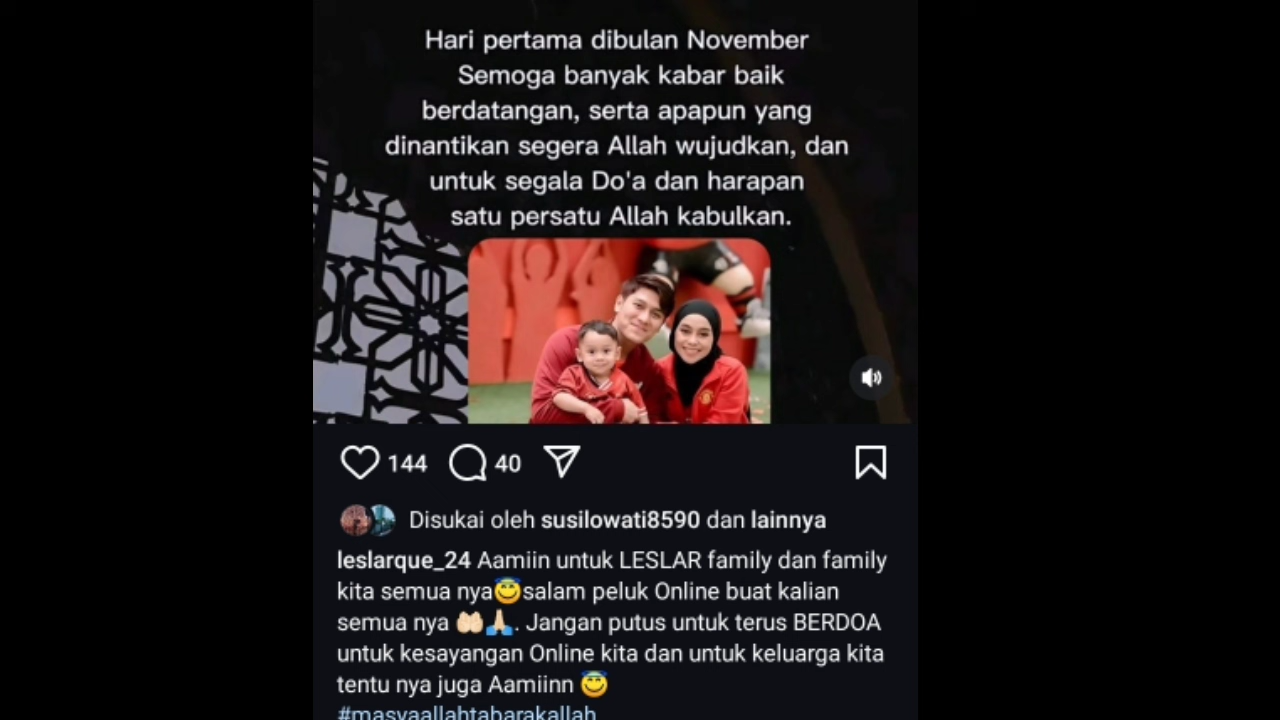 Hari pertama dibulan November
Semoga banyak kabar baik
berdatangan, serta apapun yang
dinantikan segera Allah wujudkan, dan
untuk segala Do'a dan harapan
satu persatu Allah kabulkan.
144 40
Disukai oleh susilowati8590 dan lainnya
leslarque_24 Aamiin untuk LESLAR family dan family
kita semua nya😇salam peluk Online buat kalian
semua nya 🤲🏻🙏🏻. Jangan putus untuk terus BERDOA
untuk kesayangan Online kita dan untuk keluarga kita
tentu nya juga Aamiinn 😇
#masyaallahtabarakallah